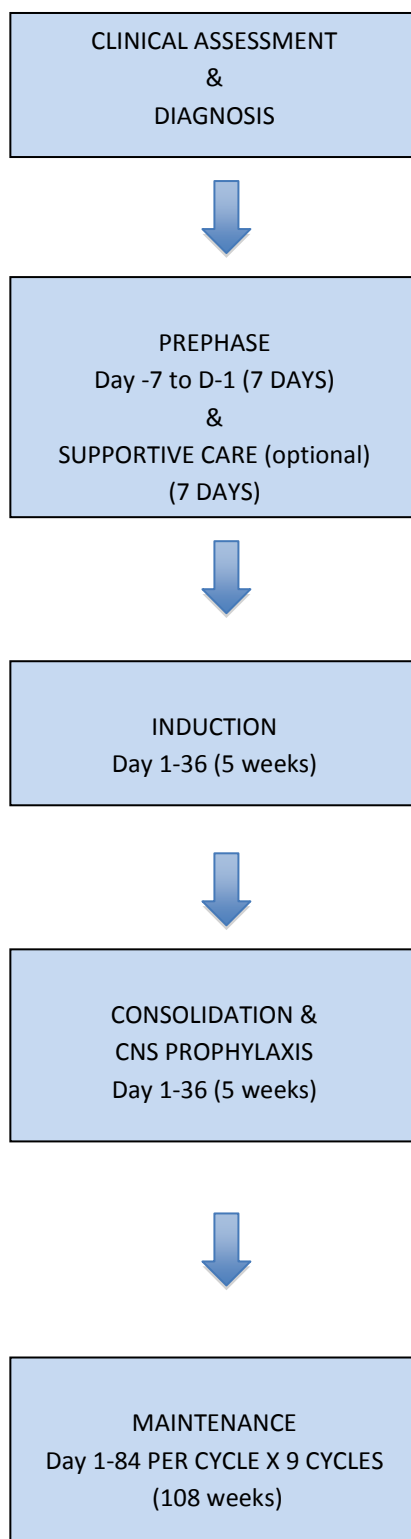 CLINICAL ASSESSMENT
&
DIAGNOSIS
PREPHASE
Day -7 to D-1 (7 DAYS)
&
SUPPORTIVE CARE (optional)
(7 DAYS)
INDUCTION
Day 1-36 (5 weeks)
CONSOLIDATION &
CNS PROPHYLAXIS
Day 1-36 (5 weeks)
MAINTENANCE
Day 1-84 PER CYCLE X 9 CYCLES
(108 weeks)